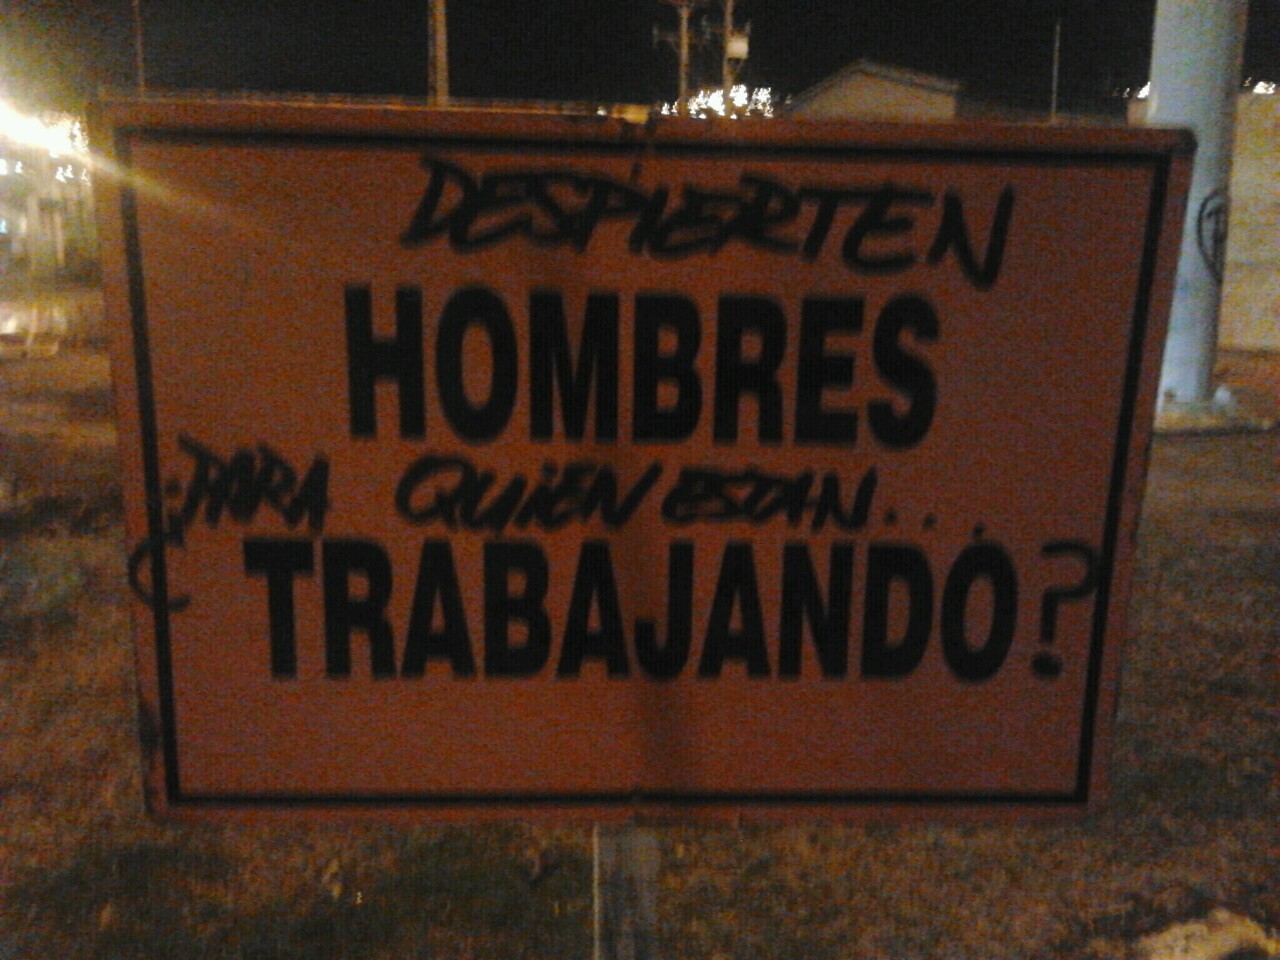 DESPIERTEN
HOMBRES
¿PARA QUIEN ESTAN...
TRABAJANDO?